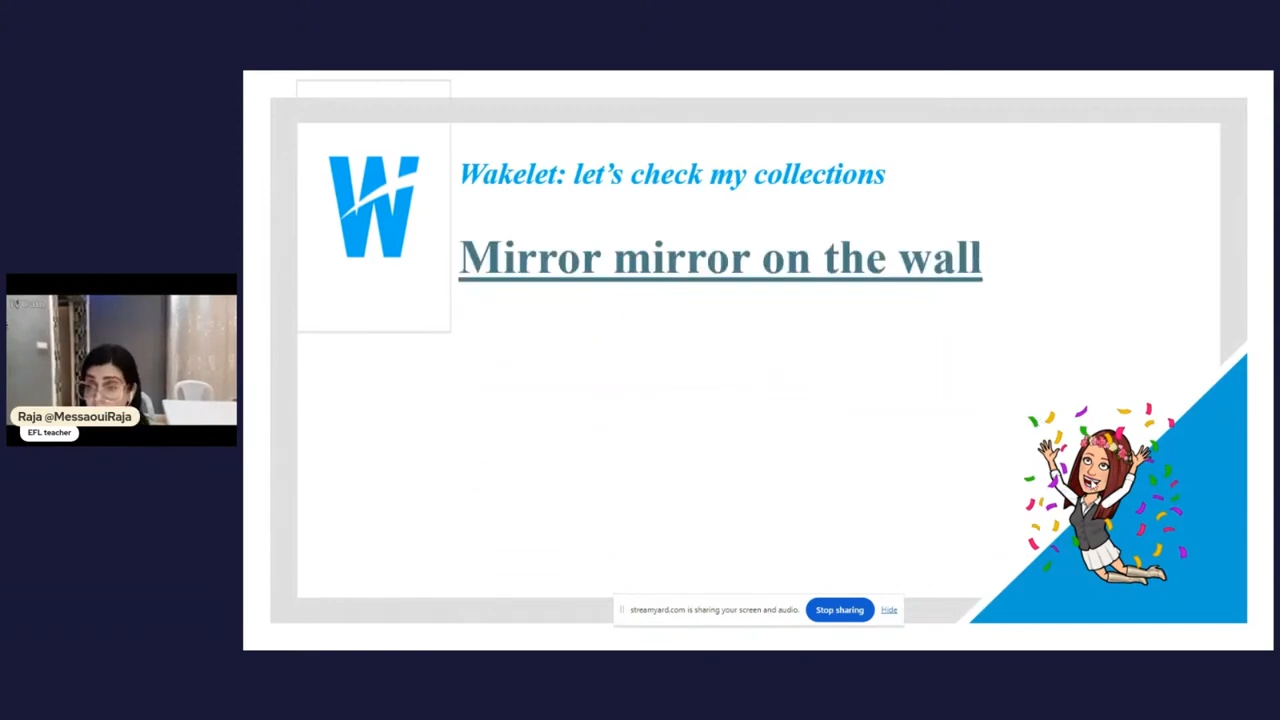 Wakelet: let's check my collections
Mirror mirror on the wall
Raja @MessaouiRaja
EFL teacher
streamyard.com is sharing your screen and audio.
Stop sharing
Hide